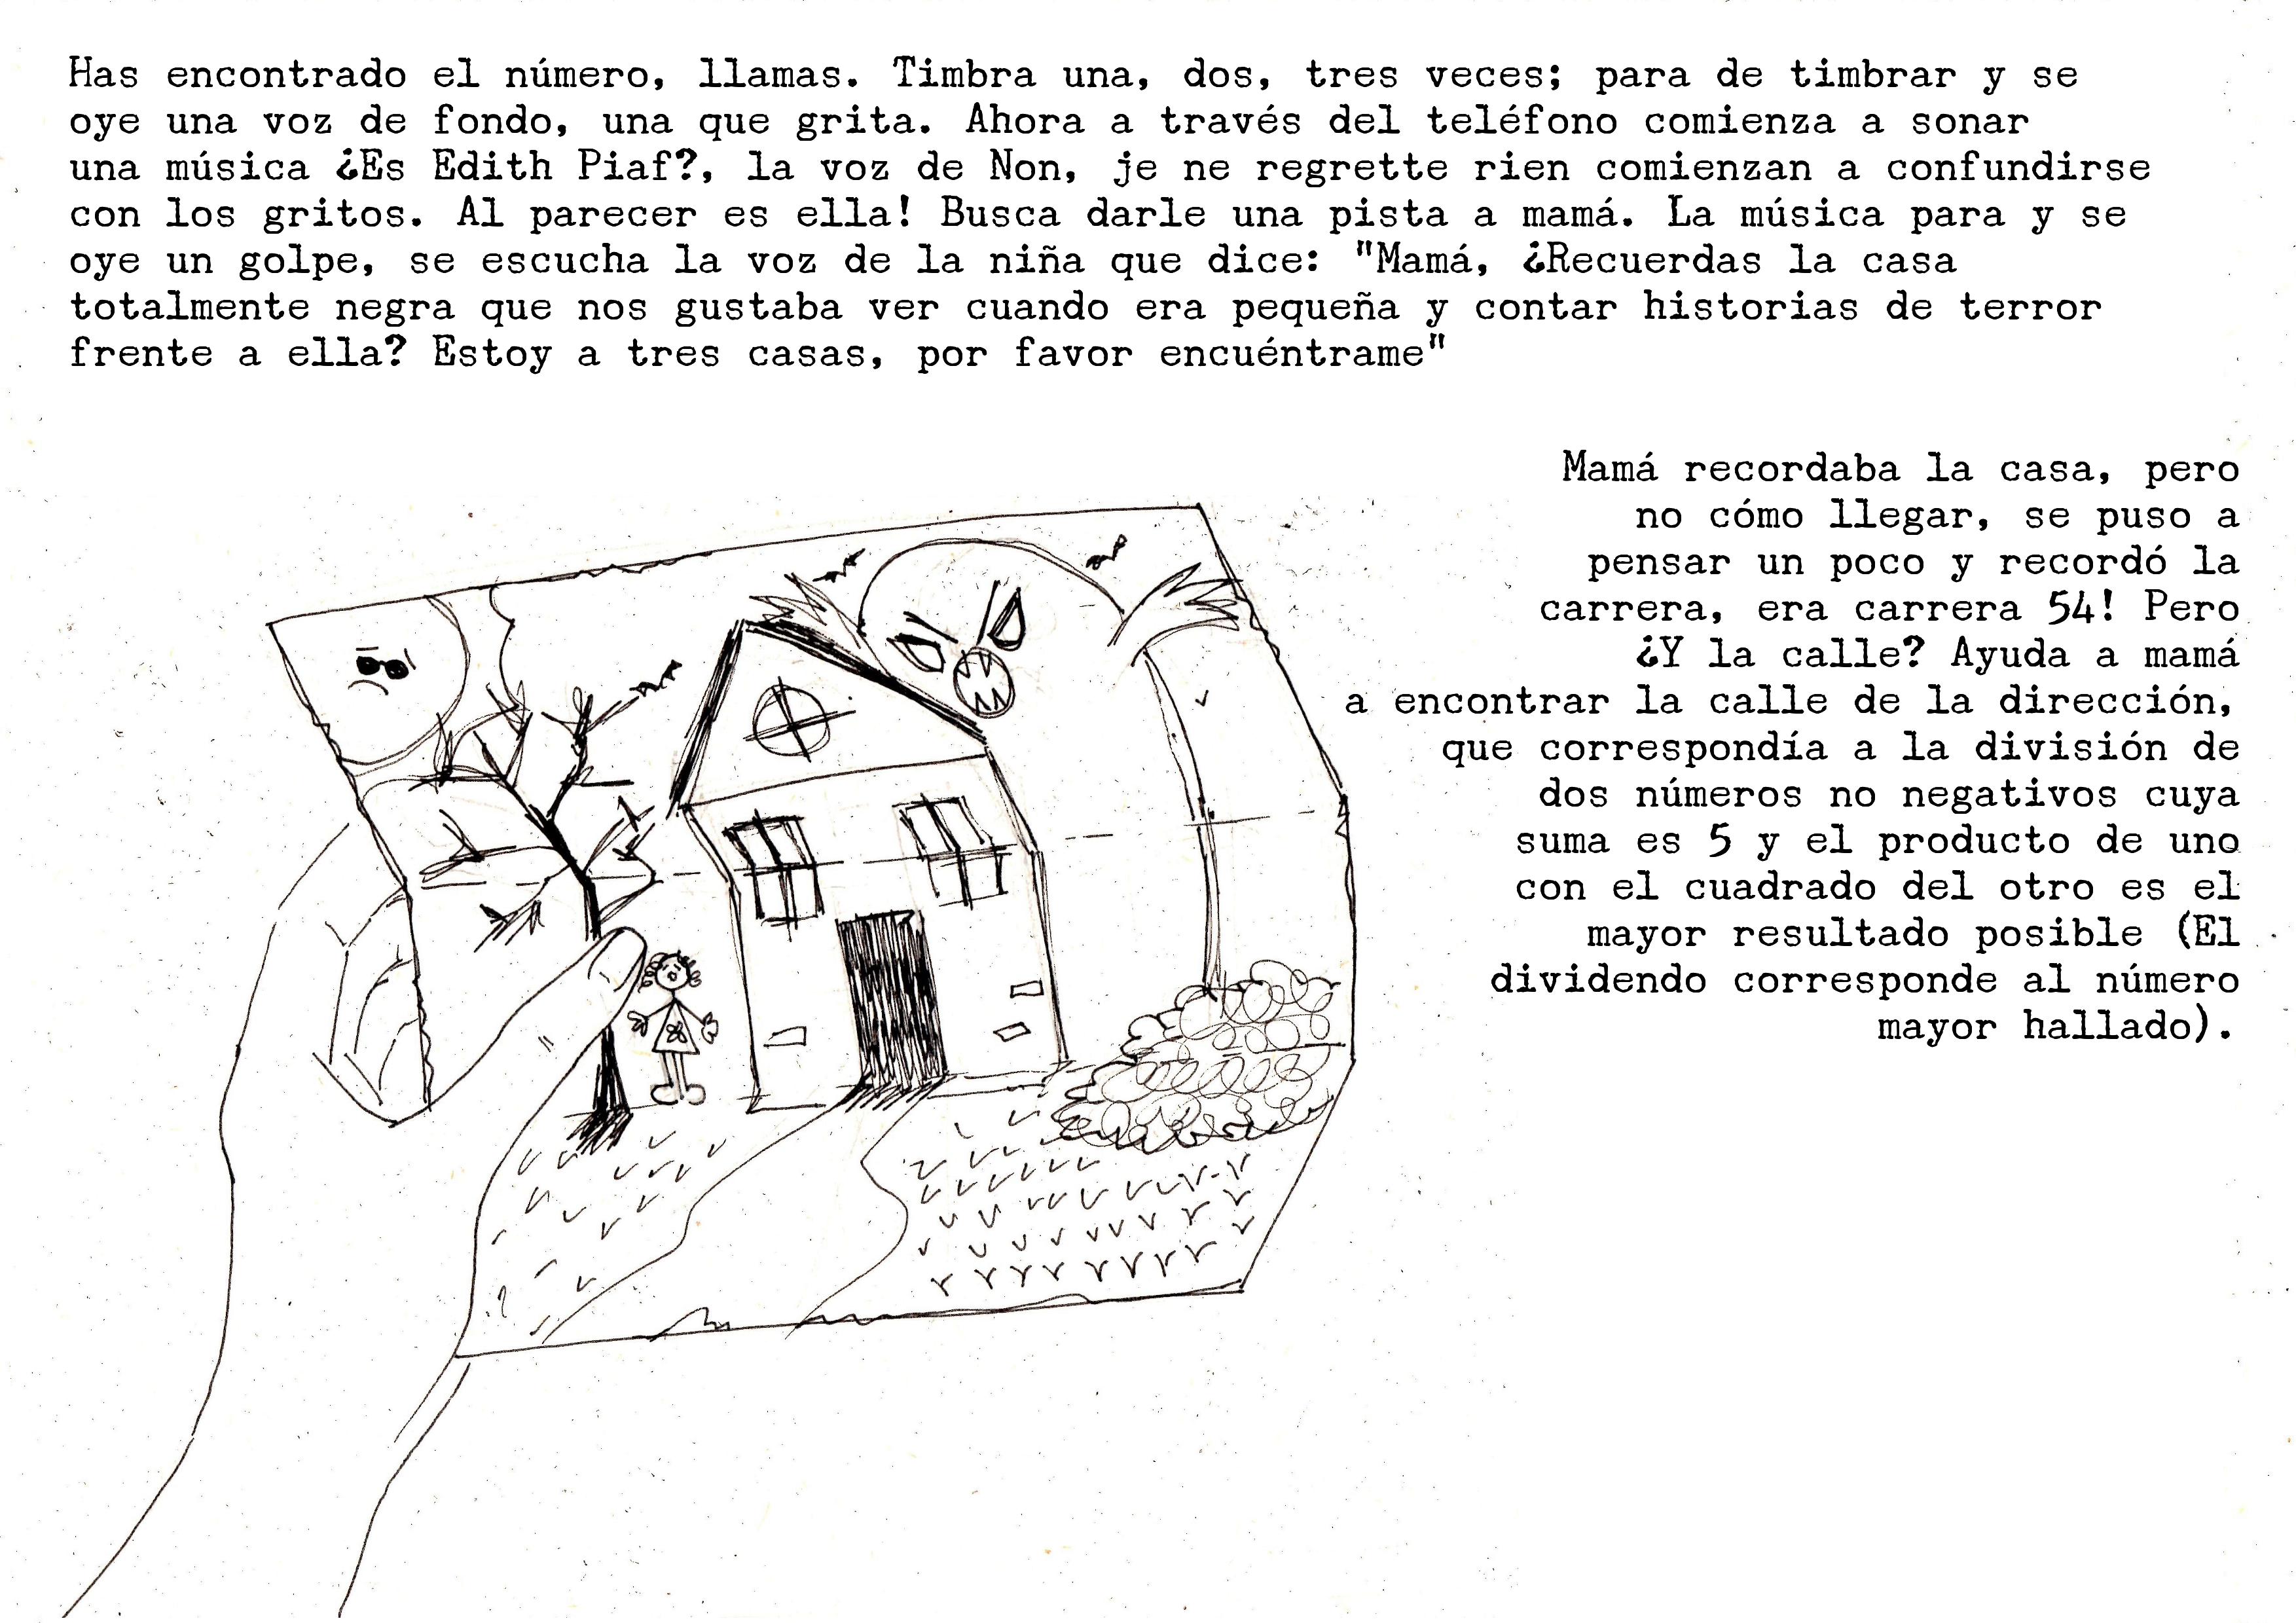 Has encontrado el número, llamas. Timbra una, dos, tres veces; para de timbrar y se
oye una voz de fondo, una que grita. Ahora a través del teléfono comienza a sonar
una música ¿Es Edith Piaf?, la voz de Non, je ne regrette rien comienzan a confundirse
con los gritos. Al parecer es ella! Busca darle una pista a mamá. La música para y se
oye un golpe, se escucha la voz de la niña que dice: "Mamá, ¿Recuerdas la casa
totalmente negra que nos gustaba ver cuando era pequeña y contar historias de terror
frente a ella? Estoy a tres casas, por favor encuéntrame"
Mamá recordaba la casa, pero
no cómo llegar, se puso a
pensar un poco y recordó la
carrera, era carrera 54! Pero
¿Y la calle? Ayuda a mamá
a encontrar la calle de la dirección,
que correspondía a la división de
dos números no negativos cuya
suma es 5 y el producto de uno
con el cuadrado del otro es el
mayor resultado posible (El
dividendo corresponde al número
mayor hallado).